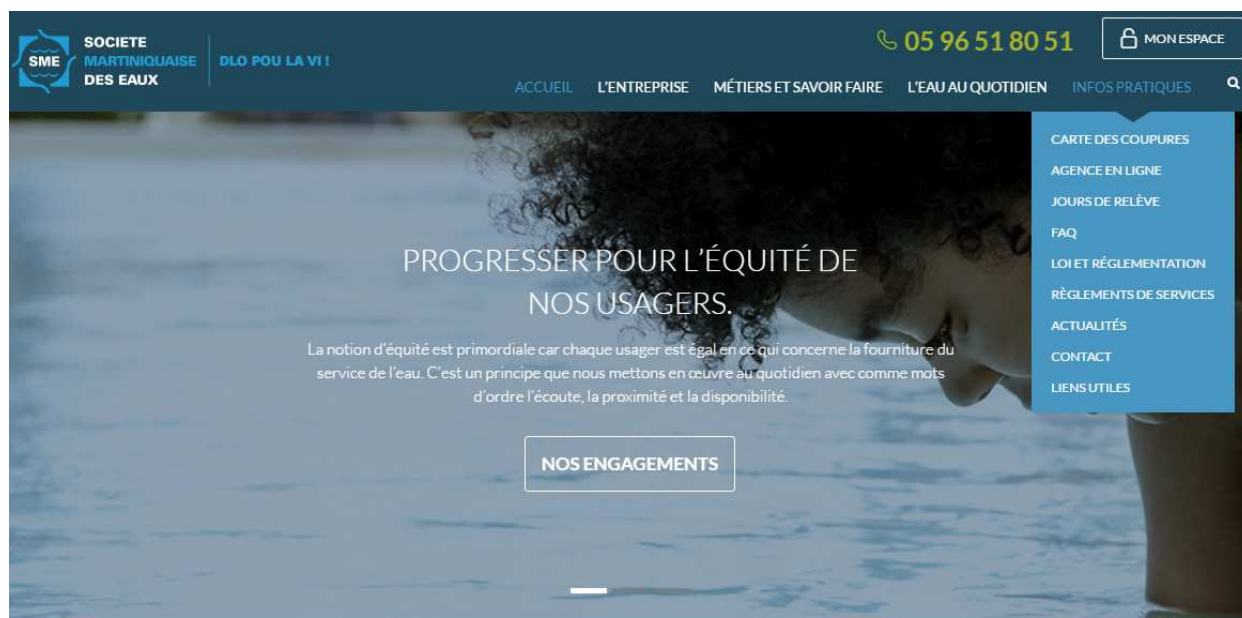 SOCIETE
MARTINIQUAISE
DES EAUX
SME
DLO POU LA VI !
05 96 51 80 51
MON ESPACE
ACCUEIL L'ENTREPRISE MÉTIERS ET SAVOIR FAIRE L'EAU AU QUOTIDIEN INFOS PRATIQUES
CARTE DES COUPURES
AGENCE EN LIGNE
JOURS DE RELÈVE
FAQ
LOI ET RÉGLEMENTATION
RÈGLEMENTS DE SERVICES
ACTUALITÉS
CONTACT
LIENS UTILES
PROGRESSER POUR L'ÉQUITÉ DE
NOS USAGERS.
La notion d'équité est primordiale car chaque usager est égal en ce qui concerne la fourniture du
service de l'eau. C'est un principe que nous mettons en œuvre au quotidien avec comme mots
d'ordre l'écoute, la proximité et la disponibilité.
NOS ENGAGEMENTS